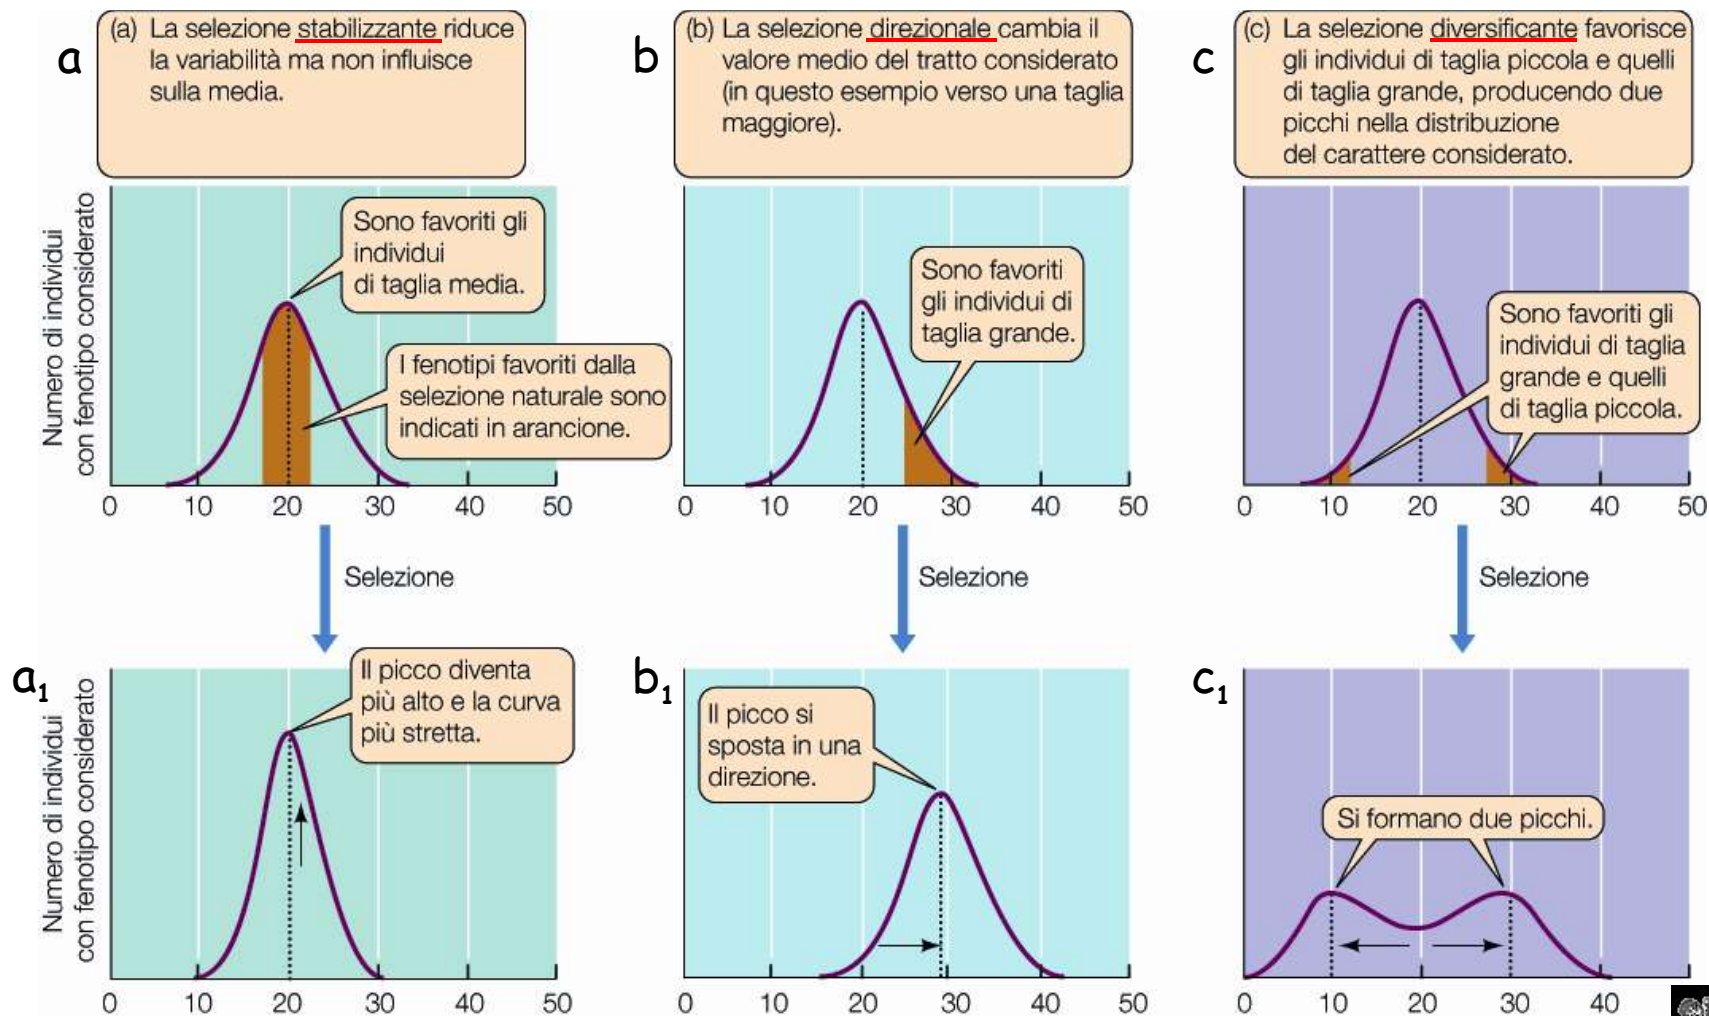 a
(a) La selezione stabilizzante riduce
la variabilità ma non influisce
sulla media.
b
(b) La selezione direzionale cambia il
valore medio del tratto considerato
(in questo esempio verso una taglia
maggiore).
c
(c) La selezione diversificante favorisce
gli individui di taglia piccola e quelli
di taglia grande, producendo due
picchi nella distribuzione
del carattere considerato.
Numero di individui
con fenotipo considerato
Sono favoriti gli
individui
di taglia media.
I fenotipi favoriti dalla
selezione naturale sono
indicati in arancione.
0 10 20 30 40 50
Sono favoriti
gli individui di
taglia grande.
0 10 20 30 40 50
Sono favoriti gli
individui di taglia
grande e quelli
di taglia piccola.
0 10 20 30 40 50
Selezione
Selezione
Selezione
a1
Numero di individui
con fenotipo considerato
Il picco diventa
più alto e la curva
più stretta.
0 10 20 30 40 50
b1
Il picco si
sposta in una
direzione.
0 10 20 30 40 50
c1
Si formano due picchi.
0 10 20 30 40